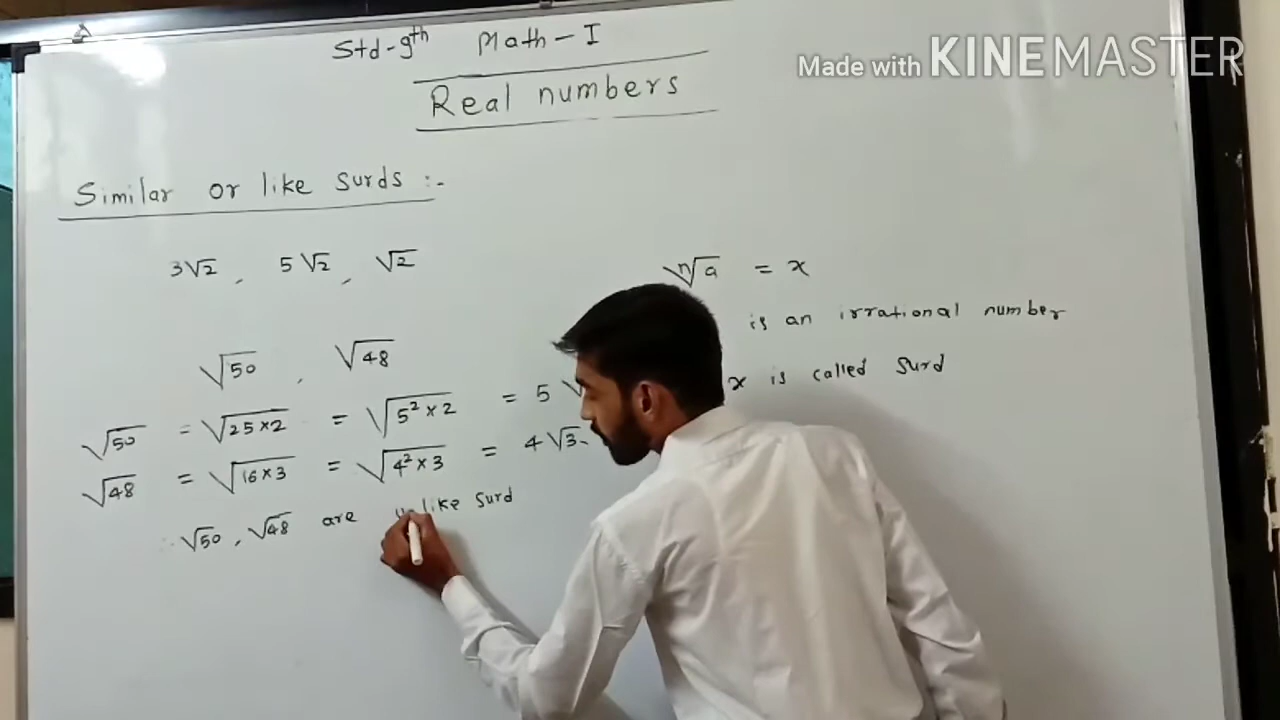 Made with KINEMASTER
Std-9th Math-I
Real numbers
Similar or like surds :-
3√2 , 5√2 , √2
ⁿ√a = x
is an irrational number
x is called surd
√50 , √48
√50 = √25×2 = √5²×2 = 5√
√48 = √16×3 = √4²×3 = 4√3
∴ √50 , √48 are like surd